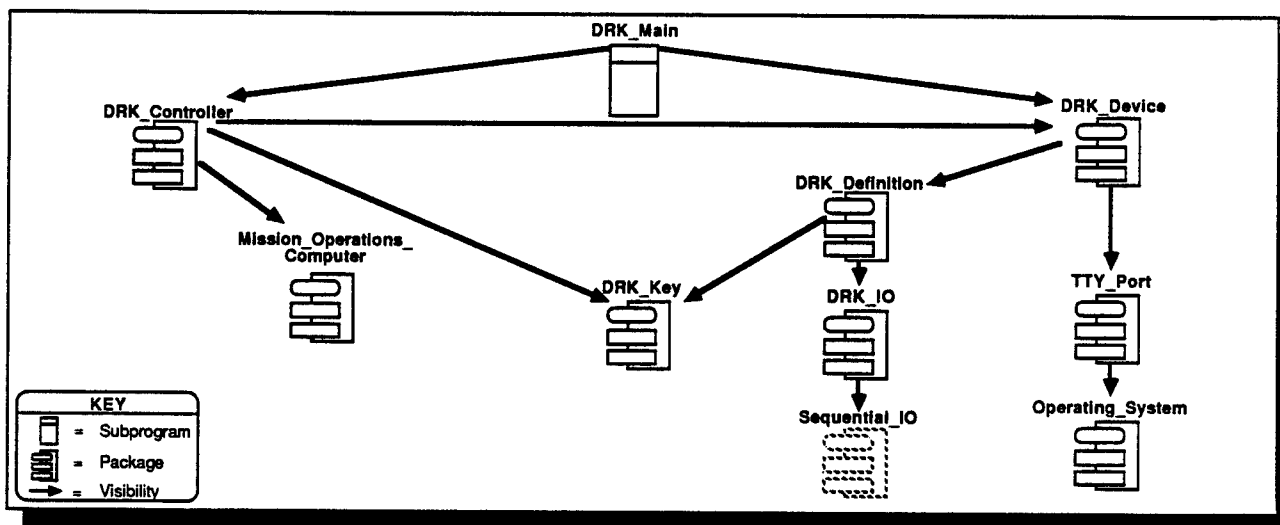 DRK_Main
DRK_Controller
DRK_Device
DRK_Definition
Mission_Operations_
Computer
DRK_Key
DRK_IO
TTY_Port
Sequential_IO
Operating_System
KEY
= Subprogram
= Package
= Visibility